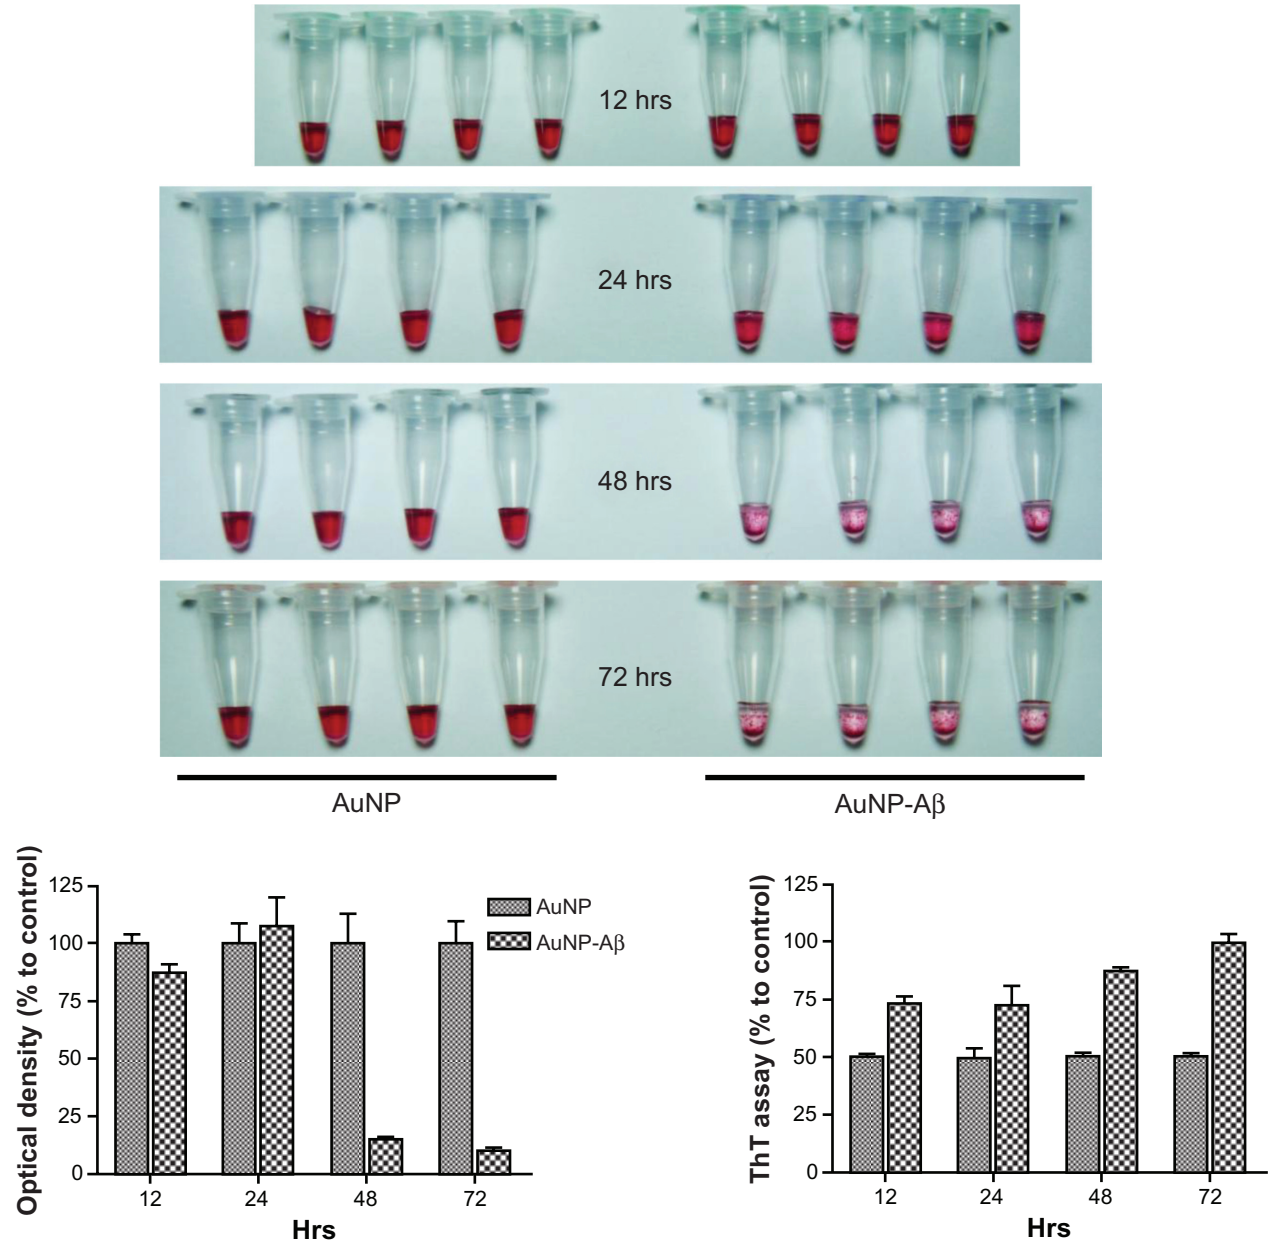 12 hrs
24 hrs
48 hrs
72 hrs
AuNP
AuNP-Aβ
Optical density (% to control)
125
100
75
50
25
0
12
24
48
72
Hrs
AuNP
AuNP-Aβ
ThT assay (% to control)
125
100
75
50
25
0
12
24
48
72
Hrs